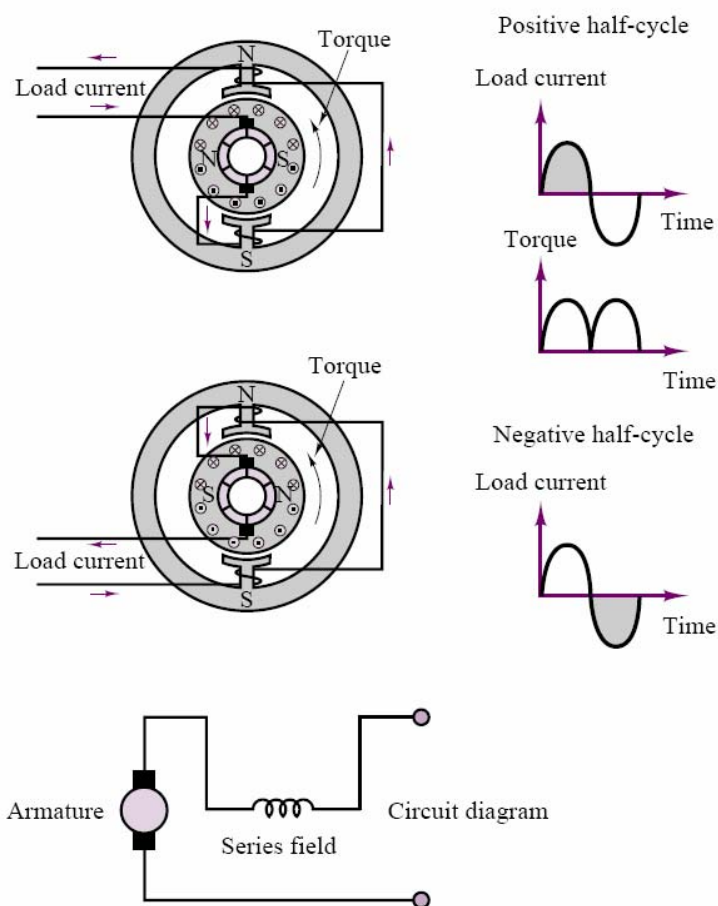 Positive half-cycle
N
Torque
Load current
Load current
N
S
S
Time
Torque
Time
Torque
N
Negative half-cycle
Load current
S
N
Load current
S
Time
Armature
Series field
Circuit diagram